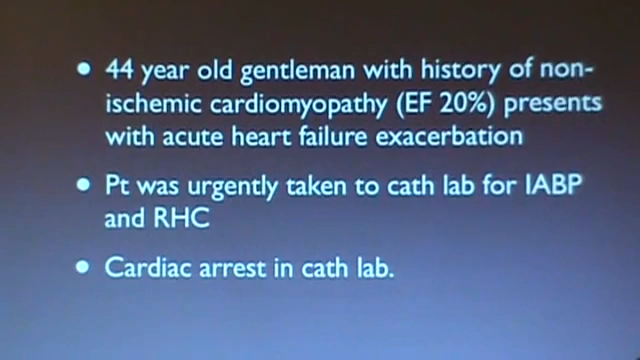 • 44 year old gentleman with history of non-
ischemic cardiomyopathy (EF 20%) presents
with acute heart failure exacerbation
• Pt was urgently taken to cath lab for IABP
and RHC
• Cardiac arrest in cath lab.